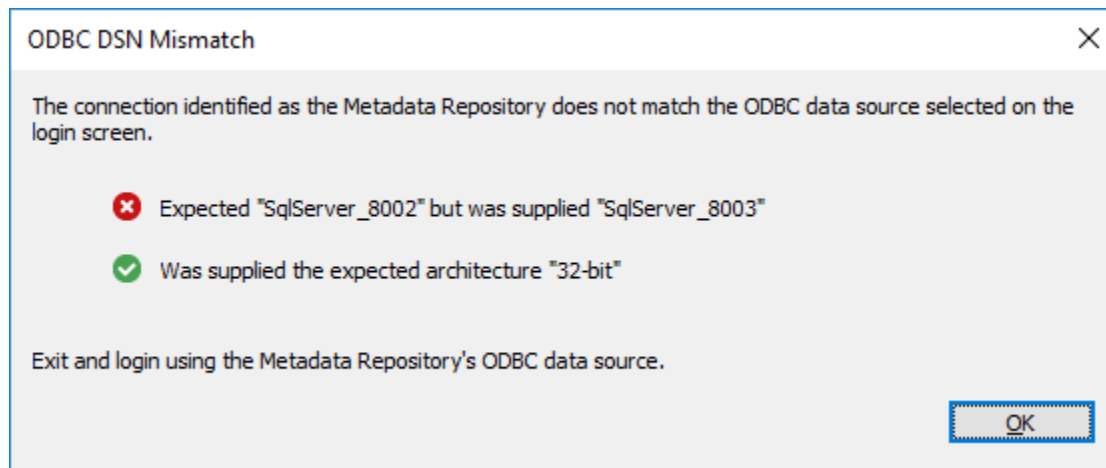 ODBC DSN Mismatch
The connection identified as the Metadata Repository does not match the ODBC data source selected on the
login screen.
Expected "SqlServer_8002" but was supplied "SqlServer_8003"
Was supplied the expected architecture "32-bit"
Exit and login using the Metadata Repository's ODBC data source.
OK